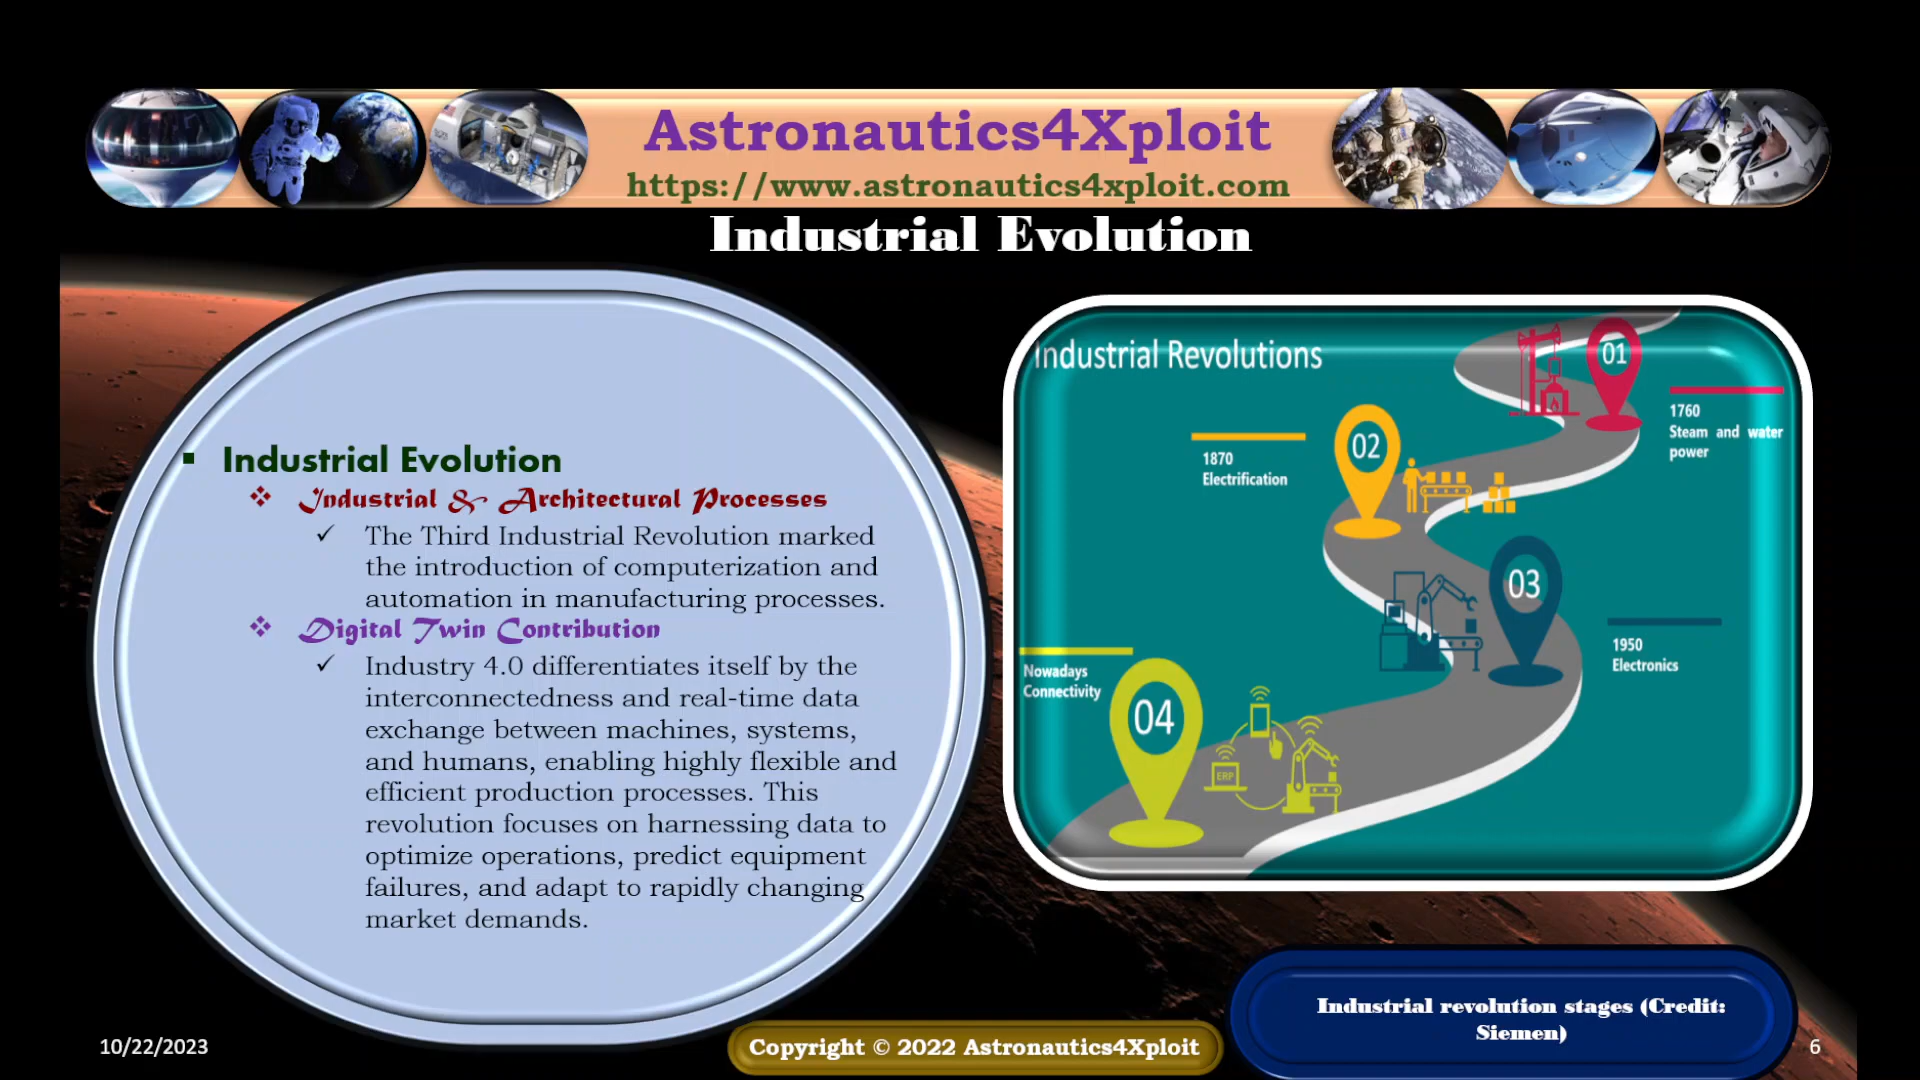 Astronautics4Xploit
https://www.astronautics4xploit.com
Industrial Evolution
Industrial Evolution
Industrial & Architectural Processes
The Third Industrial Revolution marked
the introduction of computerization and
automation in manufacturing processes.
Digital Twin Contribution
Industry 4.0 differentiates itself by the
interconnectedness and real-time data
exchange between machines, systems,
and humans, enabling highly flexible and
efficient production processes. This
revolution focuses on harnessing data to
optimize operations, predict equipment
failures, and adapt to rapidly changing
market demands.
Industrial Revolutions
01
1760
Steam and water
power
02
1870
Electrification
03
1950
Electronics
Nowadays
Connectivity
04
ERP
Industrial revolution stages (Credit:
Siemen)
10/22/2023
Copyright © 2022 Astronautics4Xploit
6